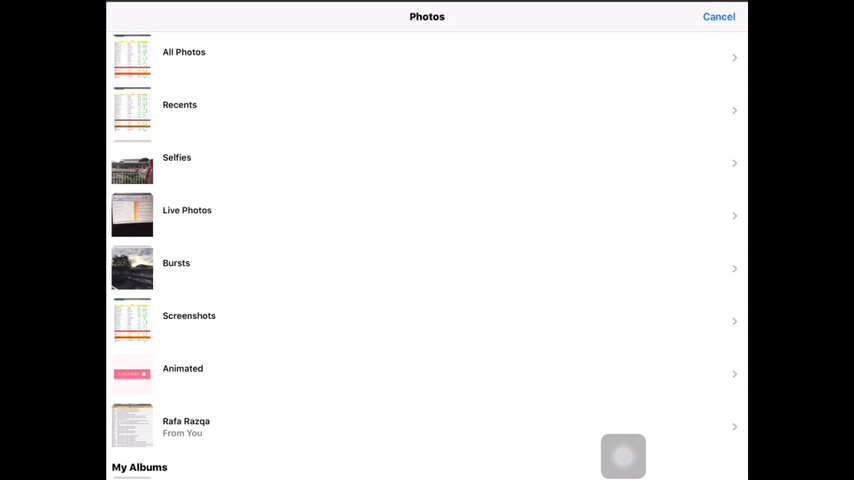 Photos
Cancel
All Photos
Recents
Selfies
Live Photos
Bursts
Screenshots
Animated
Rafa Razqa
From You
My Albums